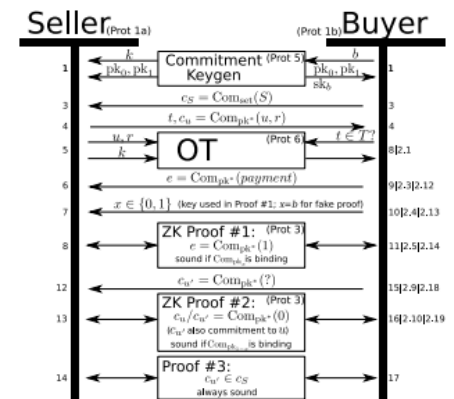 Seller (Prot 1a) (Prot 1b) Buyer
k Commitment (Prot 5) b
1 pk₀, pk₁ Keygen pk₀, pk₁ 1
sk_b
3 c_S = Com_set(S) 3
4 t, c_u = Com_pk*(u, r) 4
u, r (Prot 6) t ∈ T?
5 k OT 8|2.1
6 e = Com_pk*(payment) 9|2.3|2.12
7 x ∈ {0, 1} (key used in Proof #1; x=b for fake proof) 10|2.4|2.13
ZK Proof #1: (Prot 3)
8 e = Com_pk*(1) 11|2.5|2.14
sound if Com is binding
12 c_u' = Com_pk*(?) 15|2.9|2.18
ZK Proof #2: (Prot 3)
13 c_u/c_u' = Com_pk*(0) 16|2.10|2.19
(c_u' also commitment to u)
sound if Com is binding
Proof #3:
14 c_u' ∈ c_S 17
always sound